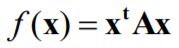 f(x) = xᵗAx